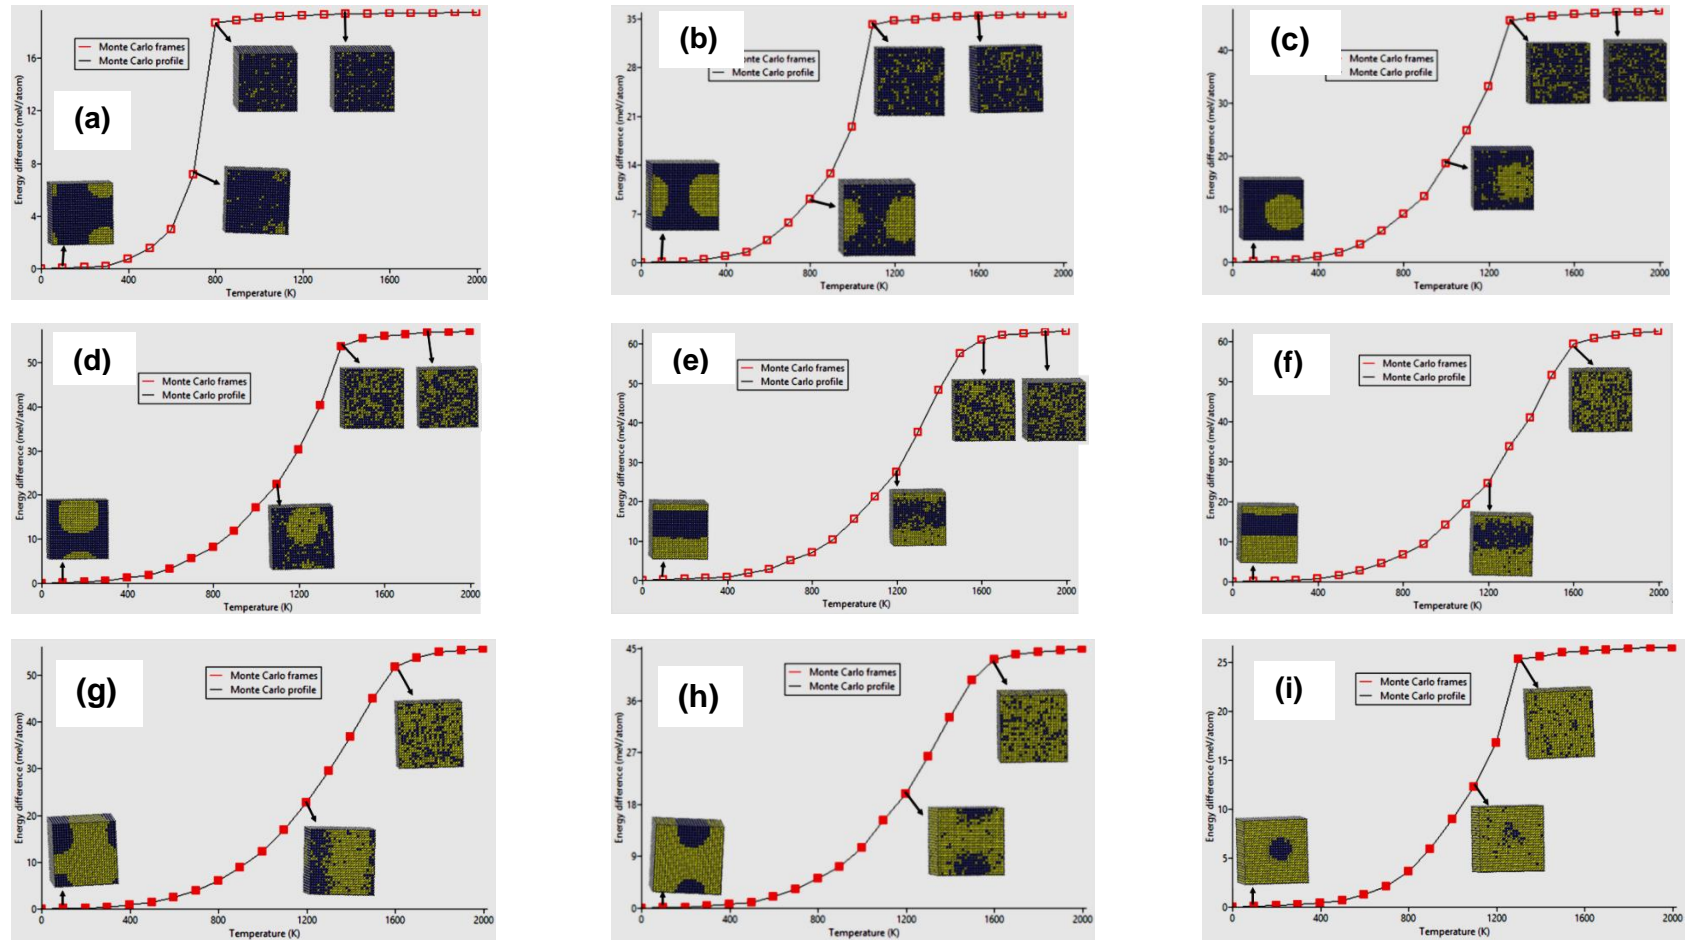 (a)
Energy difference (meV/atom)
16
12
8
4
0
Monte Carlo frames
Monte Carlo profile
0 400 800 1200 1600 2000
Temperature (K)
(b)
Energy difference (meV/atom)
35
28
21
14
7
0
onte Carlo frames
Monte Carlo profile
0 400 800 1200 1600 2000
Temperature (K)
(c)
Energy difference (meV/atom)
40
30
20
10
0
Monte Carlo frames
Monte Carlo profile
0 400 800 1200 1600 2000
Temperature (K)
(d)
Energy difference (meV/atom)
50
40
30
20
10
0
Monte Carlo frames
Monte Carlo profile
0 400 800 1200 1600 2000
Temperature (K)
(e)
Energy difference (meV/atom)
60
50
40
30
20
10
0
Monte Carlo frames
Monte Carlo profile
0 400 800 1200 1600 2000
Temperature (K)
(f)
Energy difference (meV/atom)
60
50
40
30
20
10
0
Monte Carlo frames
Monte Carlo profile
0 400 800 1200 1600 2000
Temperature (K)
(g)
Energy difference (meV/atom)
50
40
30
20
10
0
Monte Carlo frames
Monte Carlo profile
0 400 800 1200 1600 2000
Temperature (K)
(h)
Energy difference (meV/atom)
45
36
27
18
9
0
Monte Carlo frames
Monte Carlo profile
0 400 800 1200 1600 2000
Temperature (K)
(i)
Energy difference (meV/atom)
25
20
15
10
5
0
Monte Carlo frames
Monte Carlo profile
0 400 800 1200 1600 2000
Temperature (K)